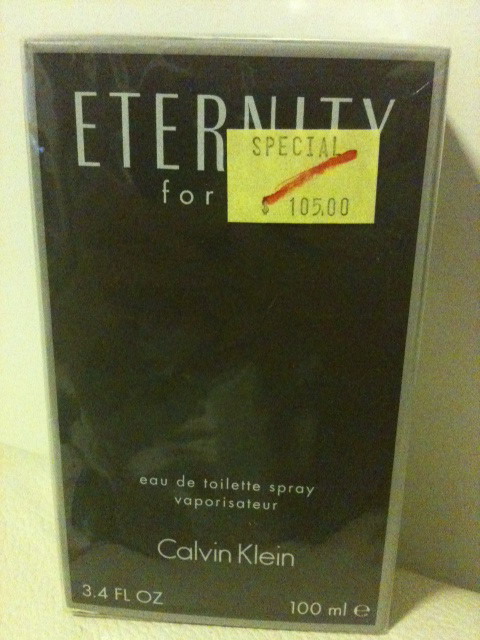 ETERNITY
for
SPECIAL
$ 105.00
eau de toilette spray
vaporisateur
Calvin Klein
3.4 FL OZ
100 ml e